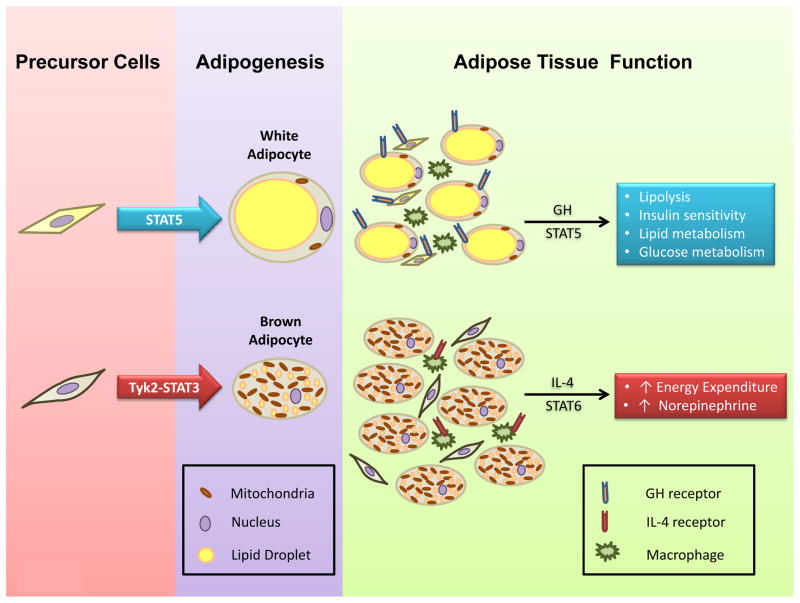 Precursor Cells
Adipogenesis
Adipose Tissue Function
White
Adipocyte
STAT5
GH
STAT5
• Lipolysis
• Insulin sensitivity
• Lipid metabolism
• Glucose metabolism
Brown
Adipocyte
Tyk2-STAT3
IL-4
STAT6
• ↑ Energy Expenditure
• ↑ Norepinephrine
Mitochondria
Nucleus
Lipid Droplet
GH receptor
IL-4 receptor
Macrophage